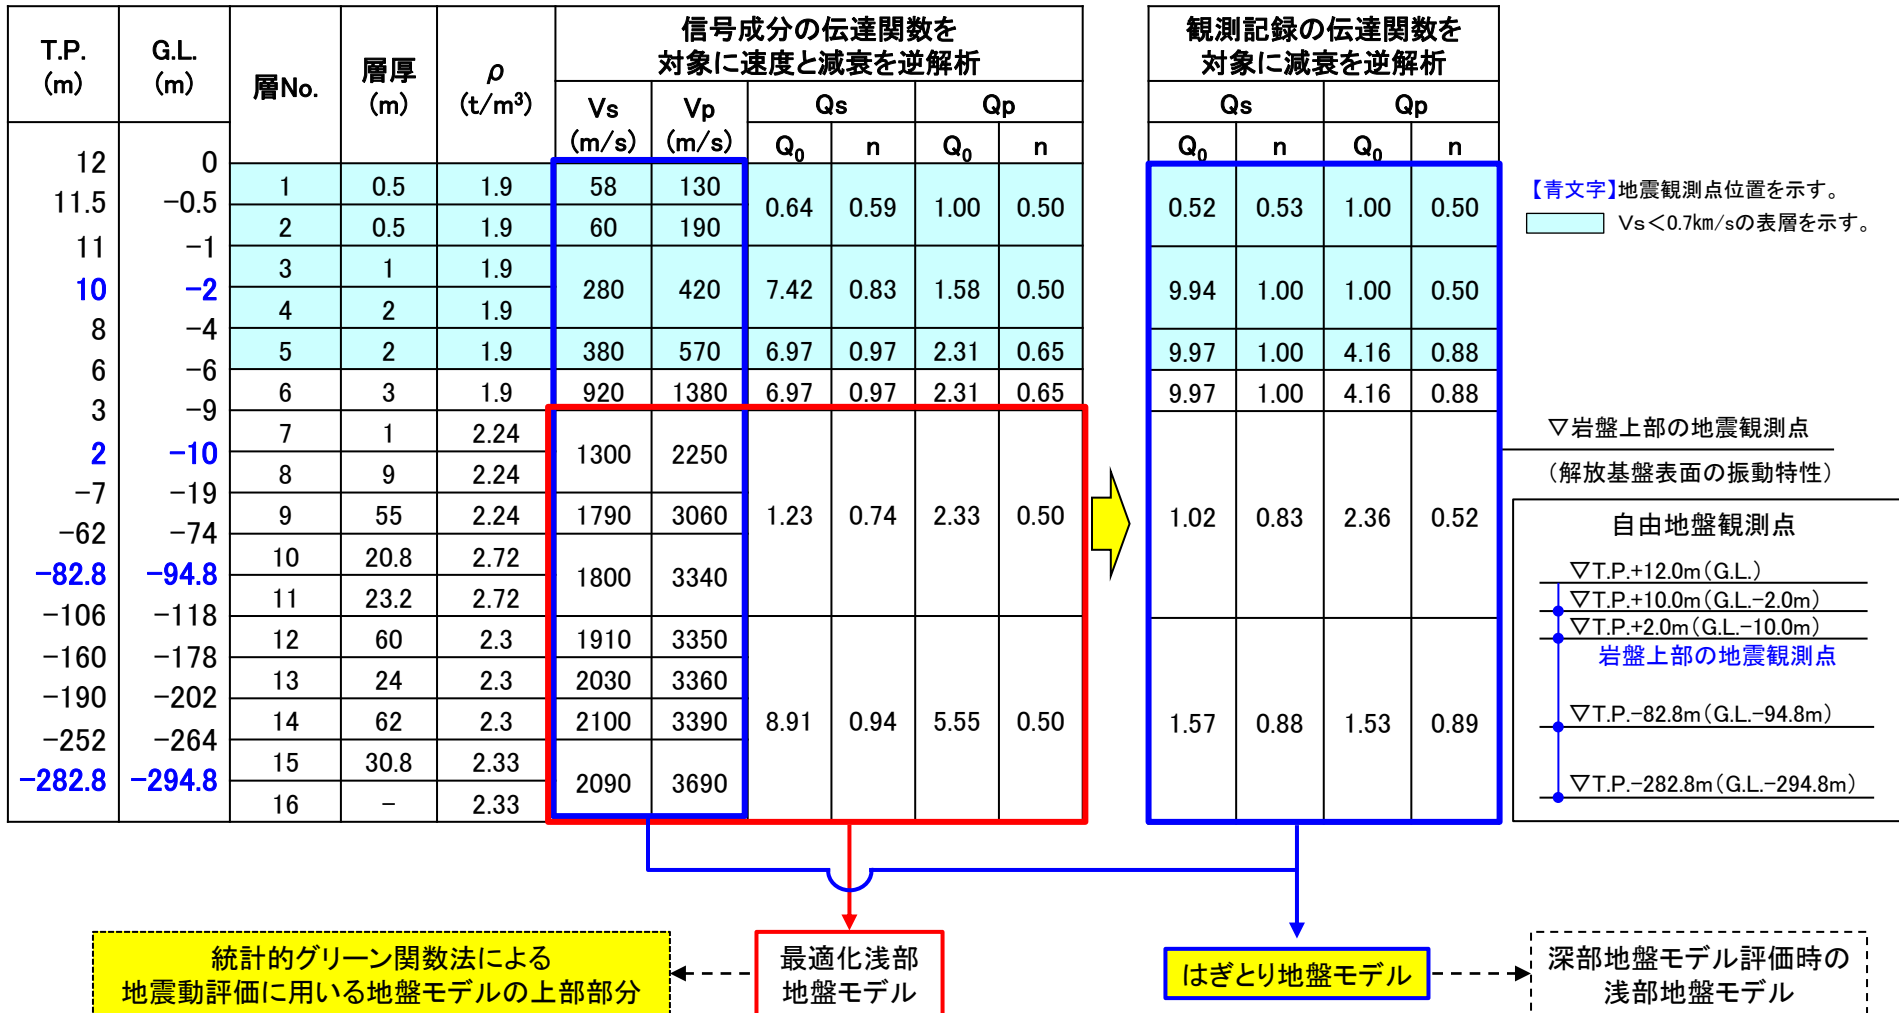 T.P. (m) G.L. (m) 層No. 層厚 (m) ρ (t/m³) 信号成分の伝達関数を 観測記録の伝達関数を
対象に速度と減衰を逆解析 対象に減衰を逆解析
Vs (m/s) Vp (m/s) Qs Qp Qs Qp
Q₀ n Q₀ n Q₀ n Q₀ n
12 0
1 0.5 1.9 58 130 0.64 0.59 1.00 0.50 0.52 0.53 1.00 0.50
11.5 −0.5
2 0.5 1.9 60 190
11 −1
3 1 1.9 280 420 7.42 0.83 1.58 0.50 9.94 1.00 1.00 0.50
10 −2
4 2 1.9
8 −4
5 2 1.9 380 570 6.97 0.97 2.31 0.65 9.97 1.00 4.16 0.88
6 −6
6 3 1.9 920 1380 6.97 0.97 2.31 0.65 9.97 1.00 4.16 0.88
3 −9
7 1 2.24 1300 2250 1.23 0.74 2.33 0.50 1.02 0.83 2.36 0.52
2 −10
8 9 2.24
−7 −19
9 55 2.24 1790 3060
−62 −74
10 20.8 2.72 1800 3340
−82.8 −94.8
11 23.2 2.72
−106 −118
12 60 2.3 1910 3350 8.91 0.94 5.55 0.50 1.57 0.88 1.53 0.89
−160 −178
13 24 2.3 2030 3360
−190 −202
14 62 2.3 2100 3390
−252 −264
15 30.8 2.33 2090 3690
−282.8 −294.8
16 − 2.33
【青文字】地震観測点位置を示す。
Vs<0.7km/sの表層を示す。
▽岩盤上部の地震観測点
(解放基盤表面の振動特性)
自由地盤観測点
▽T.P.+12.0m(G.L.)
▽T.P.+10.0m(G.L.−2.0m)
▽T.P.+2.0m(G.L.−10.0m)
岩盤上部の地震観測点
▽T.P.−82.8m(G.L.−94.8m)
▽T.P.−282.8m(G.L.−294.8m)
統計的グリーン関数法による
地震動評価に用いる地盤モデルの上部部分
最適化浅部
地盤モデル
はぎとり地盤モデル
深部地盤モデル評価時の
浅部地盤モデル